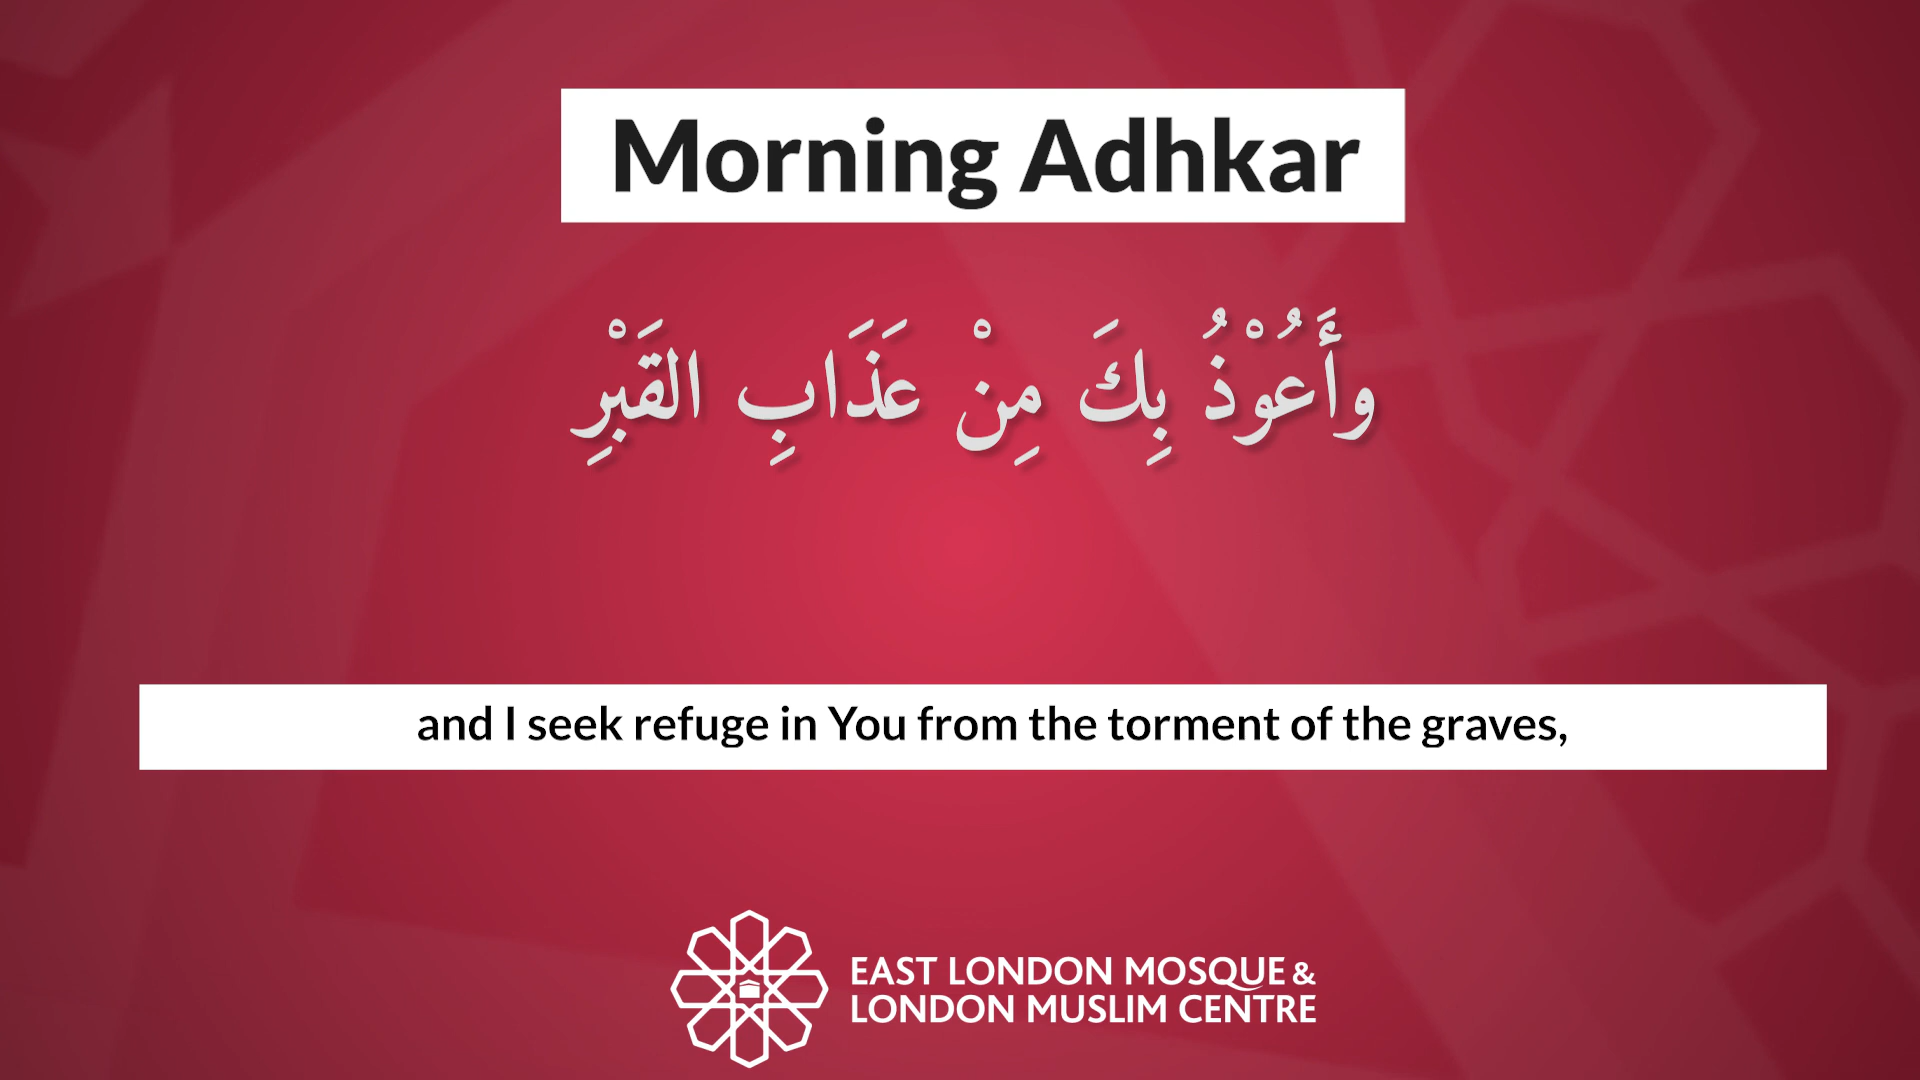 Morning Adhkar
وأَعُوْذُ بِكَ مِنْ عَذَابِ القَبْرِ
and I seek refuge in You from the torment of the graves,
EAST LONDON MOSQUE &
LONDON MUSLIM CENTRE